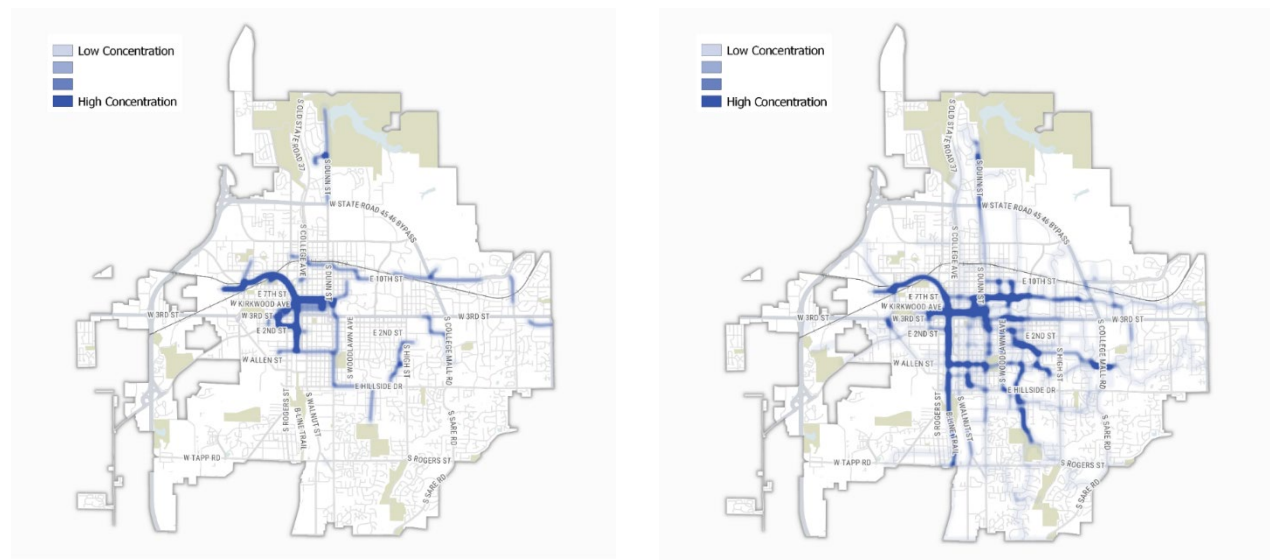 Low Concentration
High Concentration
S OLD STATE ROAD 37
S DUNN ST
W STATE ROAD 45 46 BYPASS
S COLLEGE AVE
S DUNN ST
E 10TH ST
E 7TH ST
W KIRKWOOD AVE
W 3RD ST
W 3RD ST
W 3RD ST
E 2ND ST
E 2ND ST
S WOODLAWN AVE
S COLLEGE MALL RD
W ALLEN ST
S HIGH ST
E HILLSIDE DR
S ROGERS ST
B-LINE TRAIL
S WALNUT ST
S SARE RD
W TAPP RD
S ROGERS ST
S SARE RD
Low Concentration
High Concentration
S OLD STATE ROAD 37
S DUNN ST
W STATE ROAD 45 46 BYPASS
S COLLEGE AVE
S DUNN ST
E 10TH ST
E 7TH ST
W KIRKWOOD AVE
W 3RD ST
W 3RD ST
W 3RD ST
E 2ND ST
E 2ND ST
S COLLEGE MALL RD
W ALLEN ST
S HIGH ST
E HILLSIDE DR
S ROGERS ST
B-LINE TRAIL
S WALNUT ST
S SARE RD
W TAPP RD
S ROGERS ST
S SARE RD